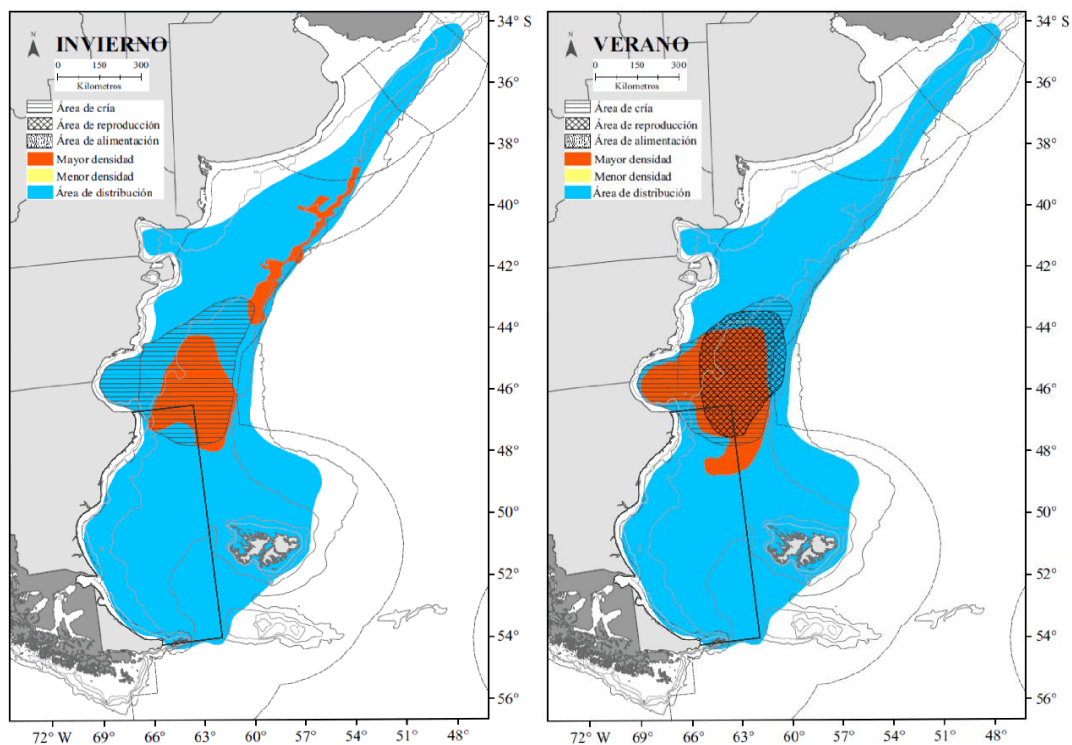 N
INVIERNO
0 150 300
Kilometros
Área de cría
Área de reproducción
Área de alimentación
Mayor densidad
Menor densidad
Área de distribución
72° W 69° 66° 63° 60° 57° 54° 51° 48°
34° S
36°
38°
40°
42°
44°
46°
48°
50°
52°
54°
56°
N
VERANO
0 150 300
Kilometros
Área de cría
Área de reproducción
Área de alimentación
Mayor densidad
Menor densidad
Área de distribución
72° W 69° 66° 63° 60° 57° 54° 51° 48°
34° S
36°
38°
40°
42°
44°
46°
48°
50°
52°
54°
56°